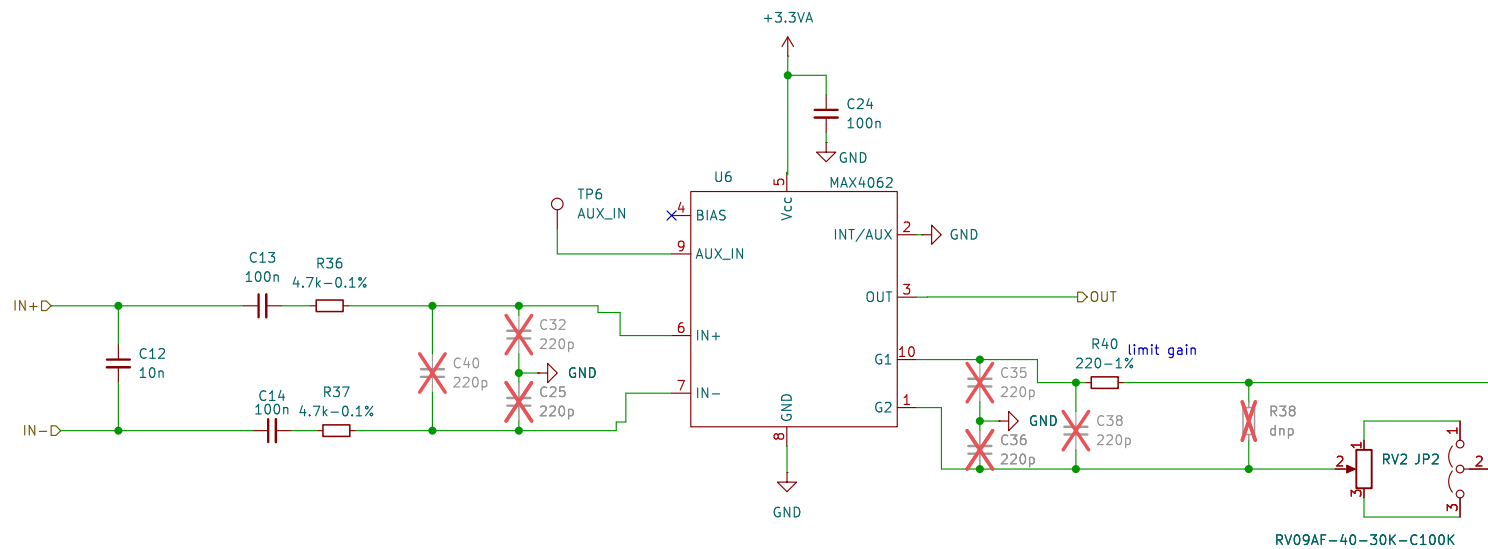 +3.3VA
C24
100n
GND
U6
MAX4062
5
Vcc
TP6
AUX_IN
4
BIAS
9
AUX_IN
INT/AUX
2
GND
C13
100n
R36
4.7k-0.1%
IN+
OUT
3
OUT
C32
220p
6
IN+
C12
10n
C40
220p
GND
G1
10
R40
220-1%
limit gain
C35
220p
C14
100n
R37
4.7k-0.1%
C25
220p
7
IN-
GND
8
G2
1
IN-
GND
C38
220p
R38
dnp
C36
220p
1
2
3
RV2
JP2
1
2
3
GND
RV09AF-40-30K-C100K